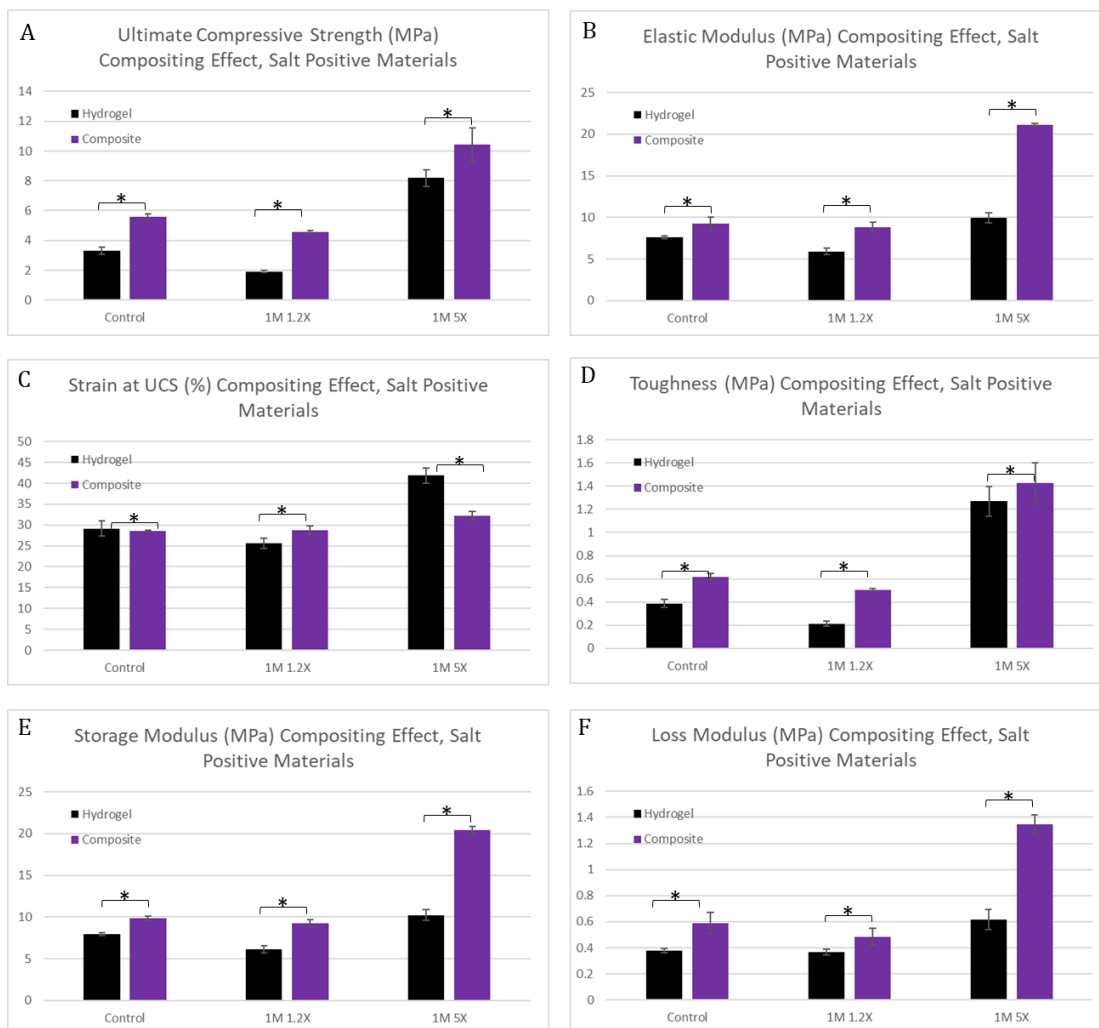 A
Ultimate Compressive Strength (MPa)
Compositing Effect, Salt Positive Materials
14
12
10
8
6
4
2
0
Hydrogel
Composite
*
*
*
Control
1M 1.2X
1M 5X
B
Elastic Modulus (MPa) Compositing Effect, Salt
Positive Materials
25
20
15
10
5
0
Hydrogel
Composite
*
*
*
Control
1M 1.2X
1M 5X
C
Strain at UCS (%) Compositing Effect, Salt Positive
Materials
50
45
40
35
30
25
20
15
10
5
0
Hydrogel
Composite
*
*
*
Control
1M 1.2X
1M 5X
D
Toughness (MPa) Compositing Effect, Salt Positive
Materials
1.8
1.6
1.4
1.2
1
0.8
0.6
0.4
0.2
0
Hydrogel
Composite
*
*
*
Control
1M 1.2X
1M 5X
E
Storage Modulus (MPa) Compositing Effect, Salt
Positive Materials
25
20
15
10
5
0
Hydrogel
Composite
*
*
*
Control
1M 1.2X
1M 5X
F
Loss Modulus (MPa) Compositing Effect, Salt
Positive Materials
1.6
1.4
1.2
1
0.8
0.6
0.4
0.2
0
Hydrogel
Composite
*
*
*
Control
1M 1.2X
1M 5X